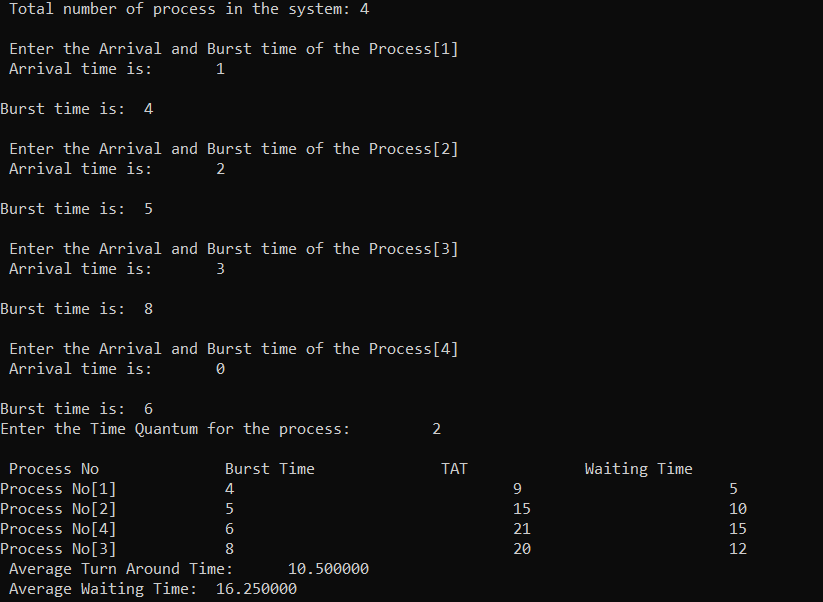 Total number of process in the system: 4
Enter the Arrival and Burst time of the Process[1]
Arrival time is: 1
Burst time is: 4
Enter the Arrival and Burst time of the Process[2]
Arrival time is: 2
Burst time is: 5
Enter the Arrival and Burst time of the Process[3]
Arrival time is: 3
Burst time is: 8
Enter the Arrival and Burst time of the Process[4]
Arrival time is: 0
Burst time is: 6
Enter the Time Quantum for the process: 2
Process No Burst Time TAT Waiting Time
Process No[1] 4 9 5
Process No[2] 5 15 10
Process No[4] 6 21 15
Process No[3] 8 20 12
Average Turn Around Time: 10.500000
Average Waiting Time: 16.250000